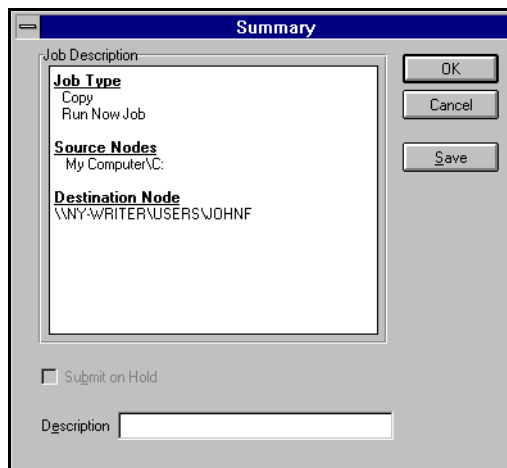 Summary
Job Description
Job Type
Copy
Run Now Job
Source Nodes
My Computer\C:
Destination Node
\\NY-WRITER\USERS\JOHNF
OK
Cancel
Save
Submit on Hold
Description